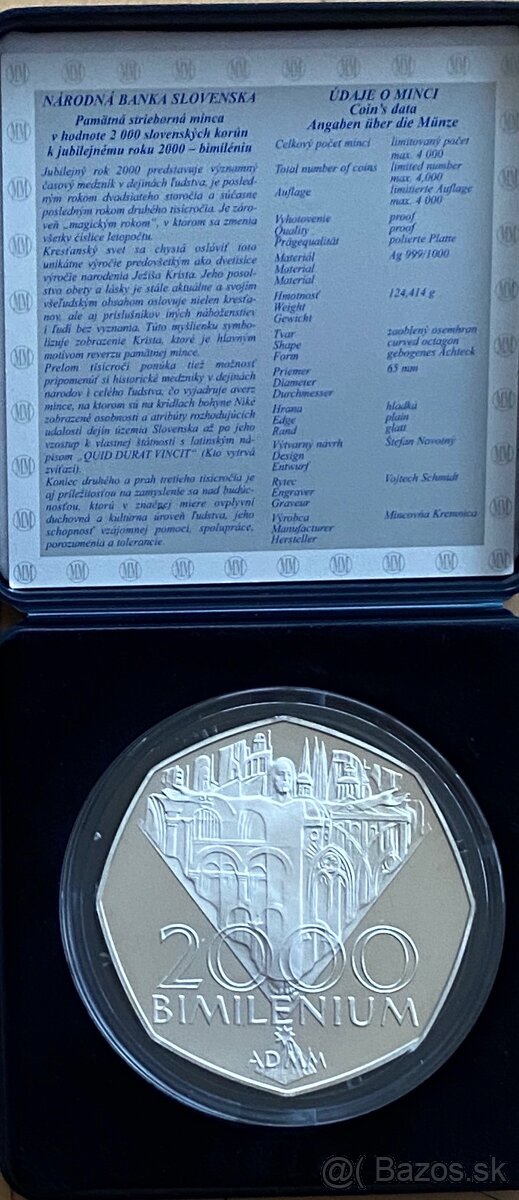 NÁRODNÁ BANKA SLOVENSKA
Pamätná strieborná minca
v hodnote 2 000 slovenských korún
k jubilejnému roku 2000 – bimiléniu
Jubilejný rok 2000 predstavuje významný
časový medzník v dejinách ľudstva, je posled-
ným rokom dvadsiateho storočia a súčasne
posledným rokom druhého tisícročia. Je záro-
veň „magickým rokom", v ktorom sa zmenia
všetky číslice letopočtu.
Kresťanský svet sa chystá osláviť toto
unikátne výročie predovšetkým ako dvetisíce
výročie narodenia Ježiša Krista. Jeho posol-
stvo obety a lásky je stále aktuálne a svojím
všeľudským obsahom oslovuje nielen kresťa-
nov, ale aj príslušníkov iných náboženstiev
i ľudí bez vyznania. Túto myšlienku symbo-
lizuje zobrazenie Krista, ktoré je hlavným
motívom reverzu pamätnej mince.
Prelom tisícročí ponúka tiež možnosť
pripomenúť si historické medzníky v dejinách
národov i celého ľudstva, čo vyjadruje averz
mince, na ktorom sú na krídlach bohyne Niké
zobrazené osobnosti a atribúty rozhodujúcich
udalostí dejín územia Slovenska až po jeho
vzostup k vlastnej štátnosti s latinským ná-
pisom „QUID DURAT VINCIT" (Kto vytrvá
zvíťazí).
Koniec druhého a prah tretieho tisícročia je
aj príležitosťou na zamyslenie sa nad budúc-
nosťou, ktorú v značnej miere ovplyvní
duchovná a kultúrna úroveň ľudstva, jeho
schopnosť vzájomnej pomoci, spolupráce,
porozumenia a tolerancie.
ÚDAJE O MINCI
Coin's data
Angaben über die Münze
Celkový počet mincí limitovaný počet
max. 4 000
Total number of coins limited number
max. 4,000
Auflage limitierte Auflage
max. 4 000
Vyhotovenie proof
Quality proof
Prägequalität polierte Platte
Materiál Ag 999/1000
Material
Material
Hmotnosť 124,414 g
Weight
Gewicht
Tvar zaoblený osemhran
Shape curved octagon
Form gebogenes Achteck
Priemer 65 mm
Diameter
Durchmesser
Hrana hladká
Edge plain
Rand glatt
Výtvarný návrh Štefan Novotný
Design
Entwurf
Rytec Vojtech Schmidt
Engraver
Graveur
Výrobca Mincovňa Kremnica
Manufacturer
Hersteller
2000
BIMILENIUM
AD MM
@( Bazos.sk